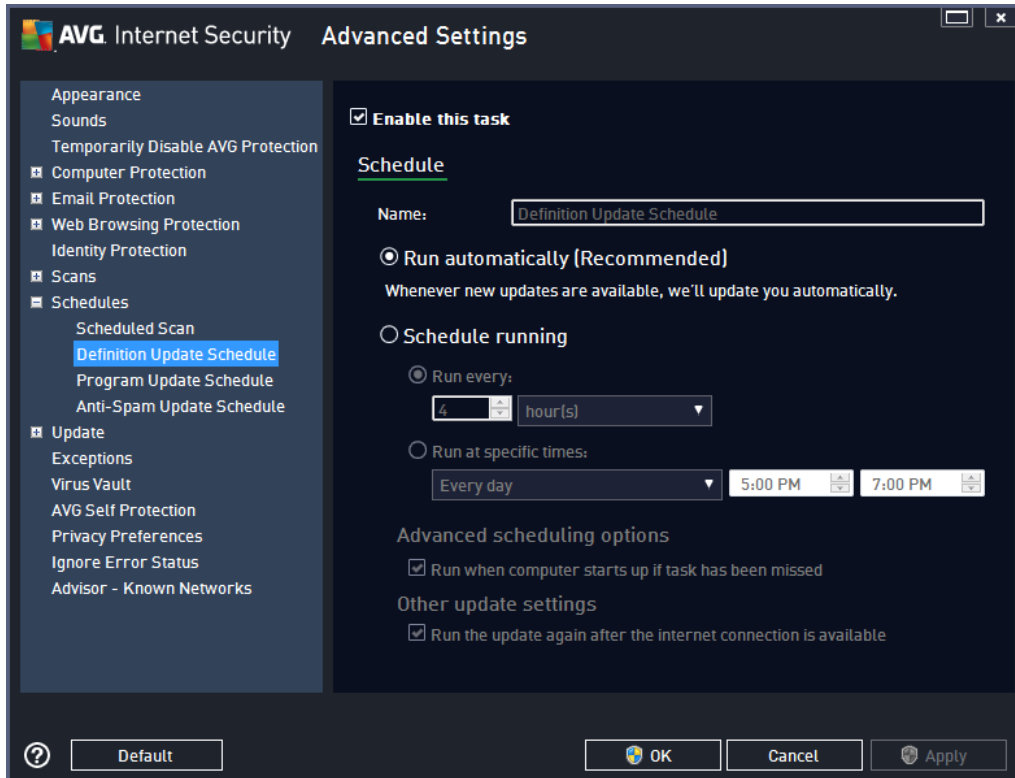 AVG. Internet Security Advanced Settings
Appearance
Sounds
Temporarily Disable AVG Protection
Computer Protection
Email Protection
Web Browsing Protection
Identity Protection
Scans
Schedules
Scheduled Scan
Definition Update Schedule
Program Update Schedule
Anti-Spam Update Schedule
Update
Exceptions
Virus Vault
AVG Self Protection
Privacy Preferences
Ignore Error Status
Advisor - Known Networks
Enable this task
Schedule
Name: Definition Update Schedule
Run automatically (Recommended)
Whenever new updates are available, we'll update you automatically.
Schedule running
Run every:
4 hour(s)
Run at specific times:
Every day 5:00 PM 7:00 PM
Advanced scheduling options
Run when computer starts up if task has been missed
Other update settings
Run the update again after the internet connection is available
? Default OK Cancel Apply